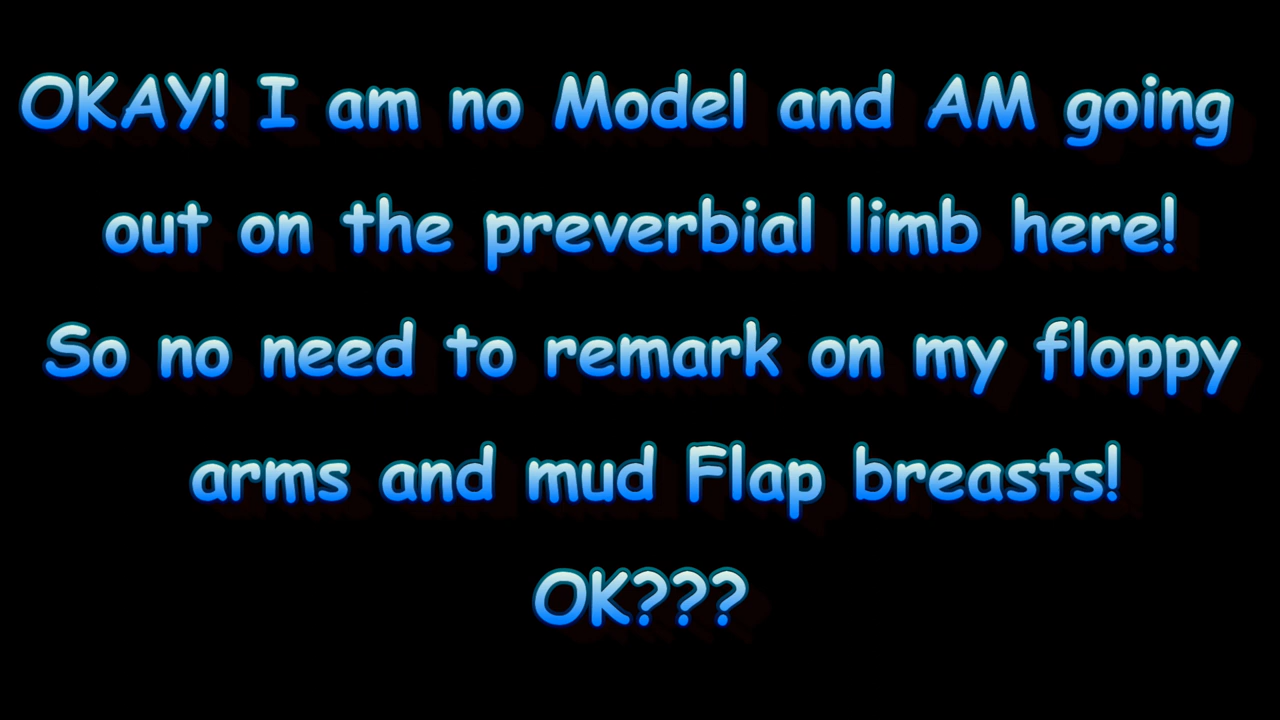 OKAY! I am no Model and AM going
out on the preverbial limb here!
So no need to remark on my floppy
arms and mud Flap breasts!
OK???